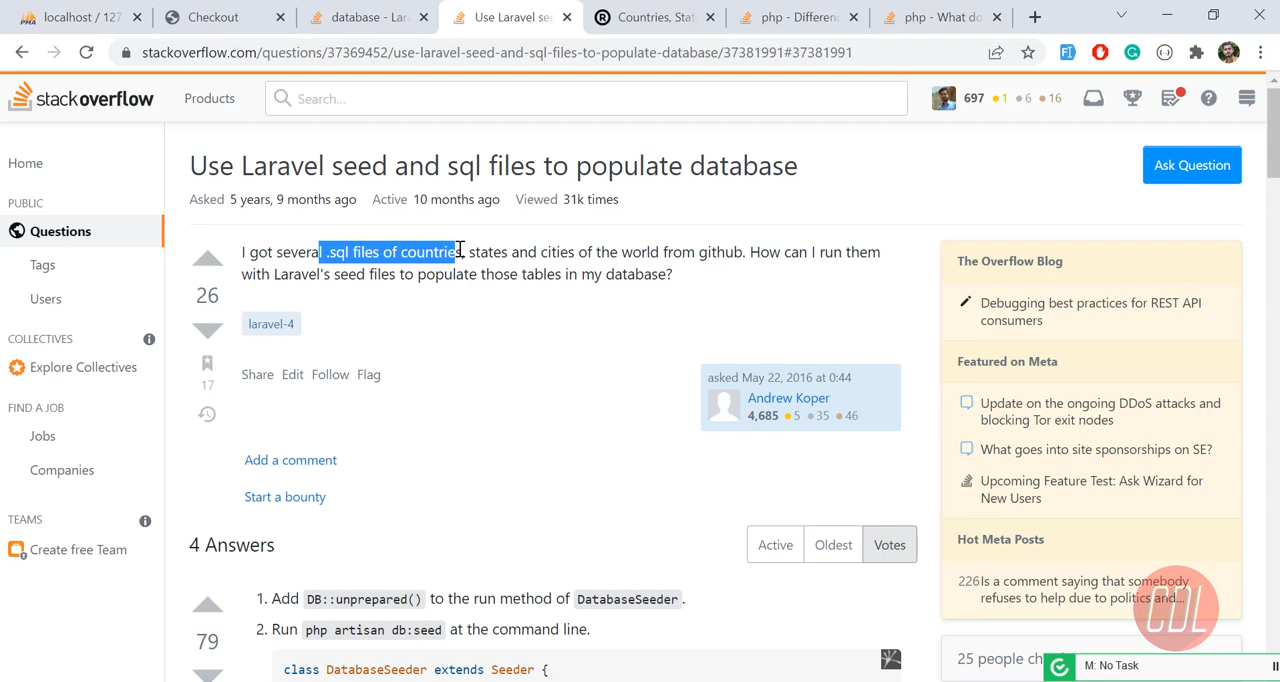 localhost / 127
Checkout
database - Lar
Use Laravel see
Countries, Stat
php - Differen
php - What do
stackoverflow.com/questions/37369452/use-laravel-seed-and-sql-files-to-populate-database/37381991#37381991
stackoverflow
Products
Search...
697 1 6 16
Home
PUBLIC
Questions
Tags
Users
COLLECTIVES
Explore Collectives
FIND A JOB
Jobs
Companies
TEAMS
Create free Team
Use Laravel seed and sql files to populate database
Ask Question
Asked 5 years, 9 months ago Active 10 months ago Viewed 31k times
26
I got several .sql files of countries, states and cities of the world from github. How can I run them
with Laravel's seed files to populate those tables in my database?
laravel-4
17
Share Edit Follow Flag
asked May 22, 2016 at 0:44
Andrew Koper
4,685 5 35 46
Add a comment
Start a bounty
4 Answers
Active
Oldest
Votes
79
1. Add DB::unprepared() to the run method of DatabaseSeeder.
2. Run php artisan db:seed at the command line.
class DatabaseSeeder extends Seeder {
The Overflow Blog
Debugging best practices for REST API
consumers
Featured on Meta
Update on the ongoing DDoS attacks and
blocking Tor exit nodes
What goes into site sponsorships on SE?
Upcoming Feature Test: Ask Wizard for
New Users
Hot Meta Posts
226 Is a comment saying that somebody
refuses to help due to politics and...
CDL
25 people ch
M: No Task